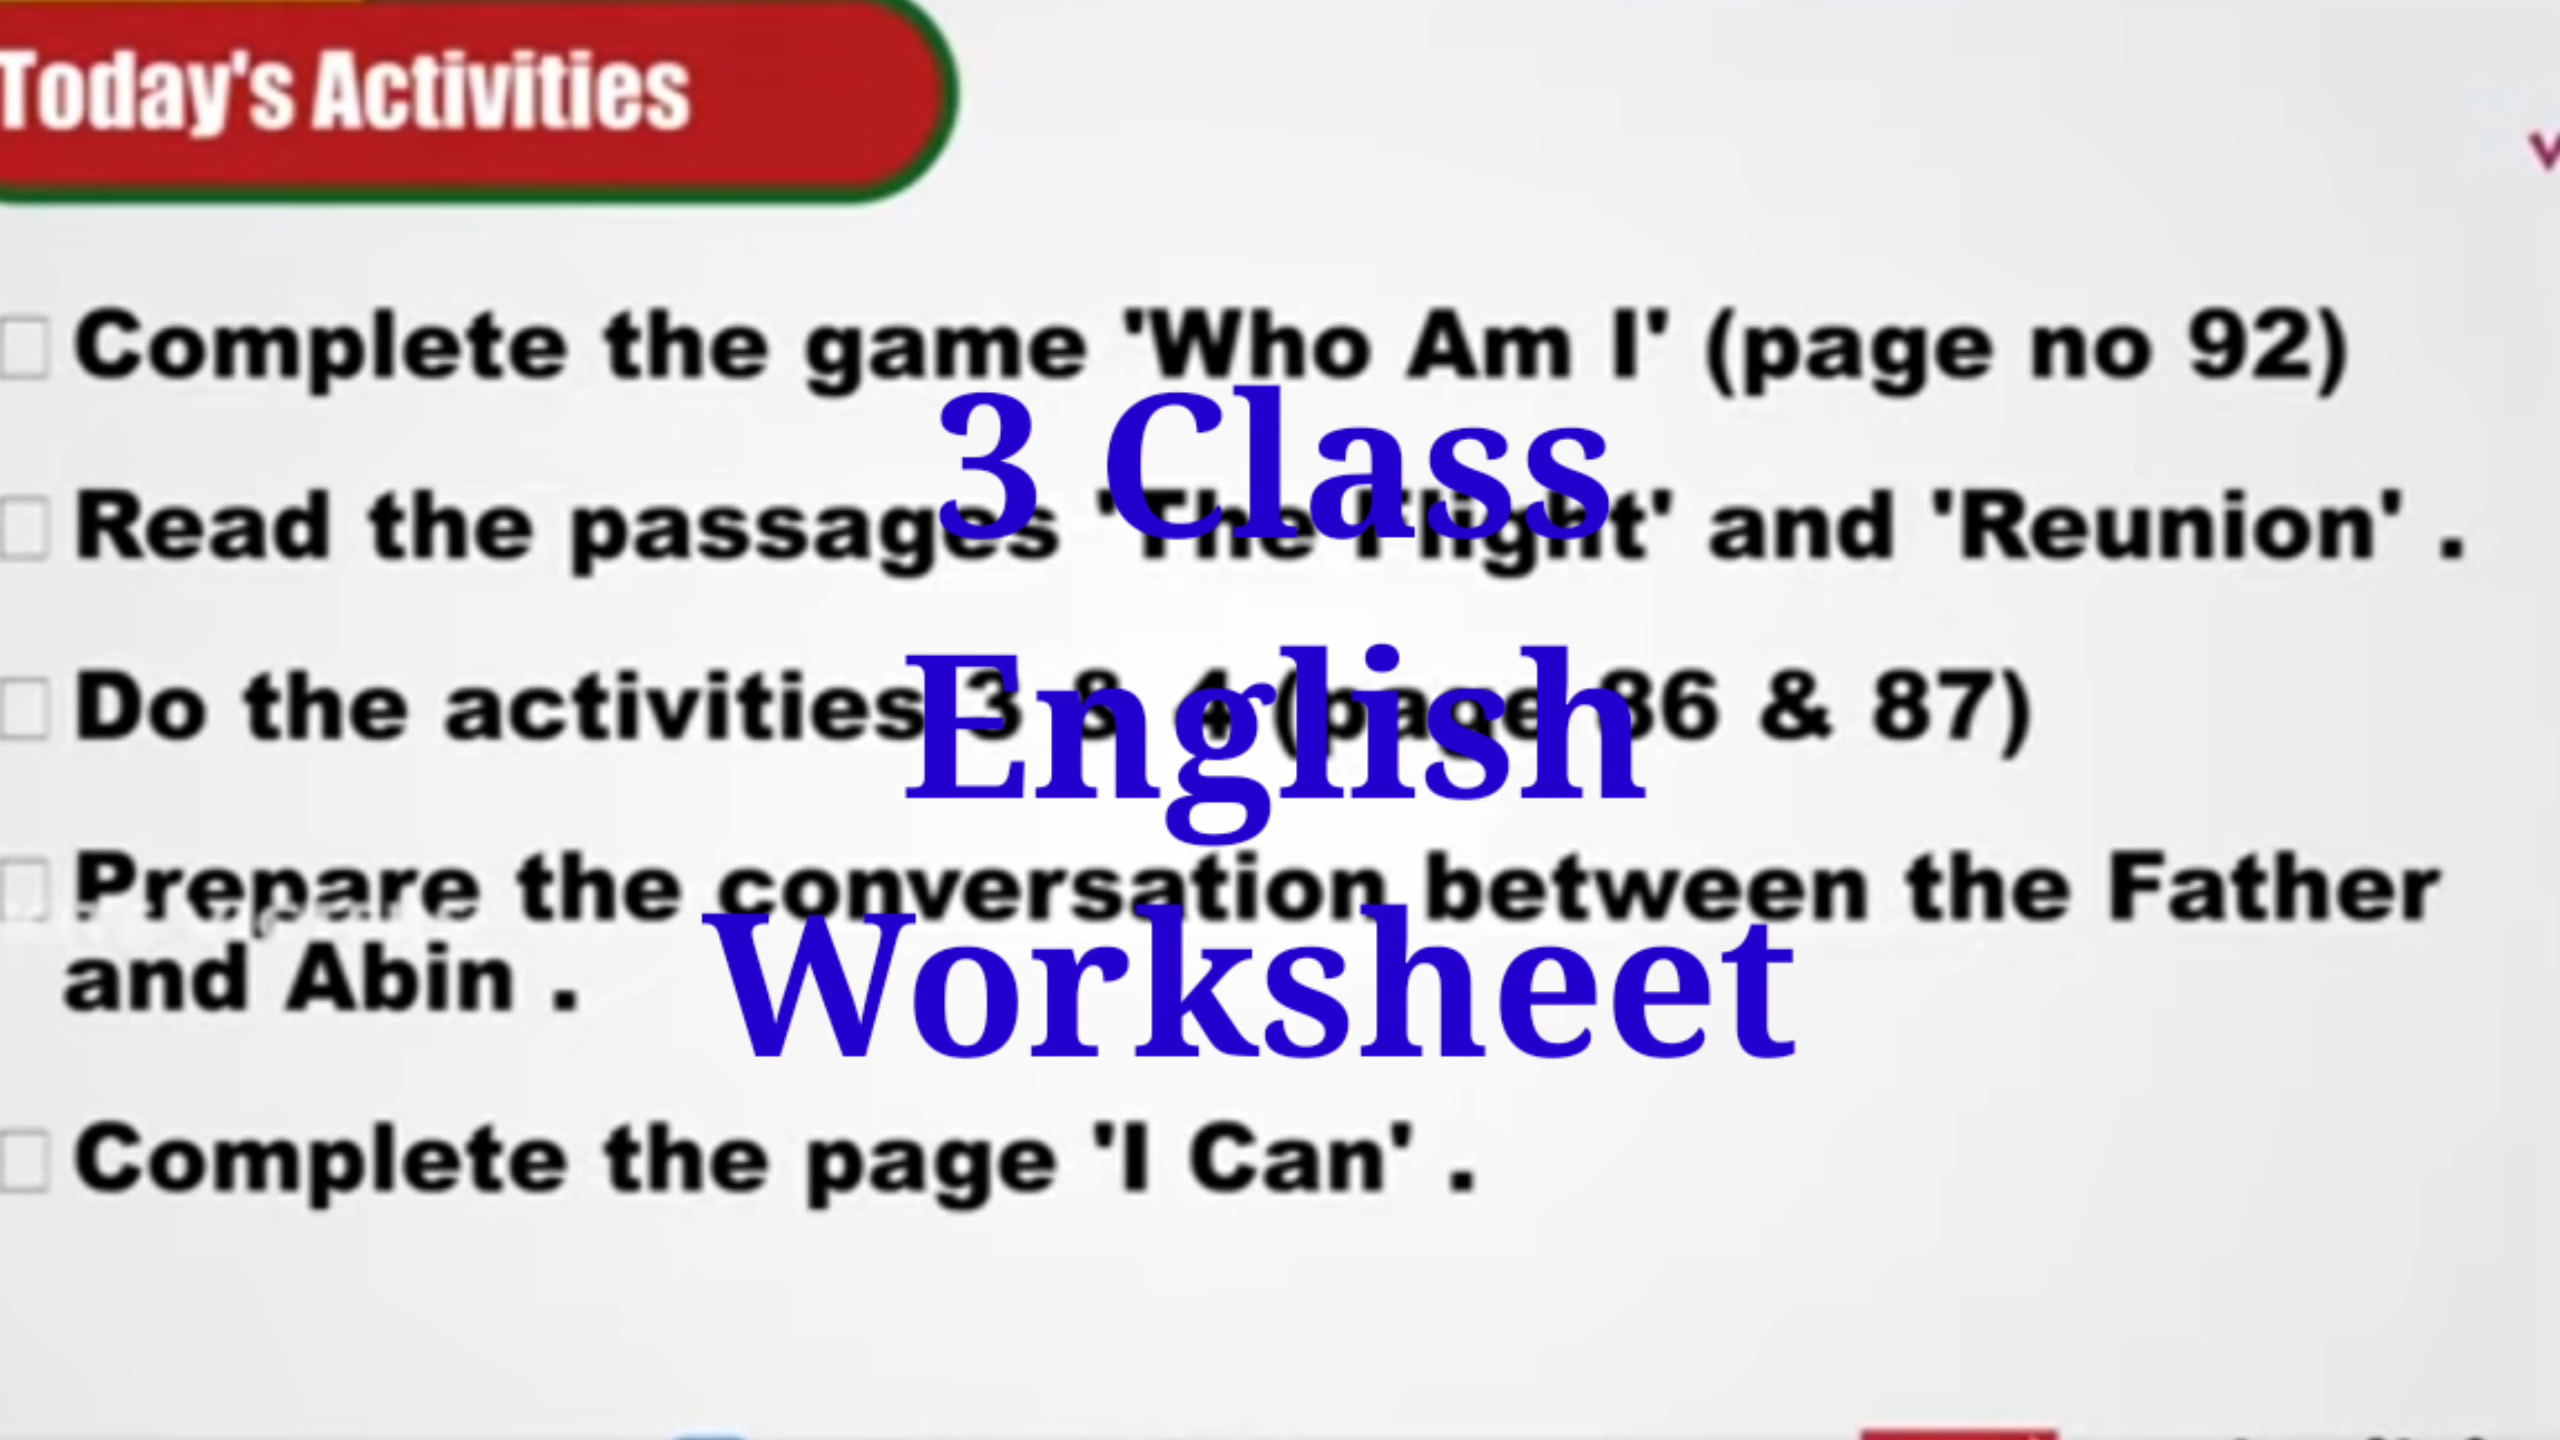 Today's Activities
Complete the game 'Who Am I' (page no 92)
3 Class
Read the passages 'The Flight' and 'Reunion' .
English
Do the activities 3 & 4 (page 86 & 87)
Prepare the conversation between the Father
Worksheet
and Abin .
Complete the page 'I Can' .